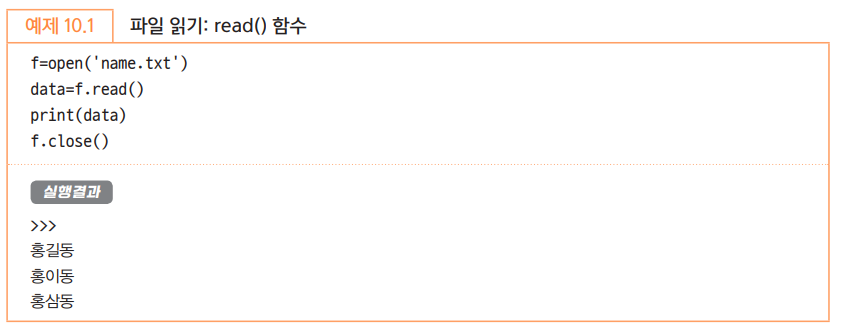 예제 10.1 파일 읽기: read() 함수
f=open('name.txt')
data=f.read()
print(data)
f.close()
실행결과
>>>
홍길동
홍이동
홍삼동